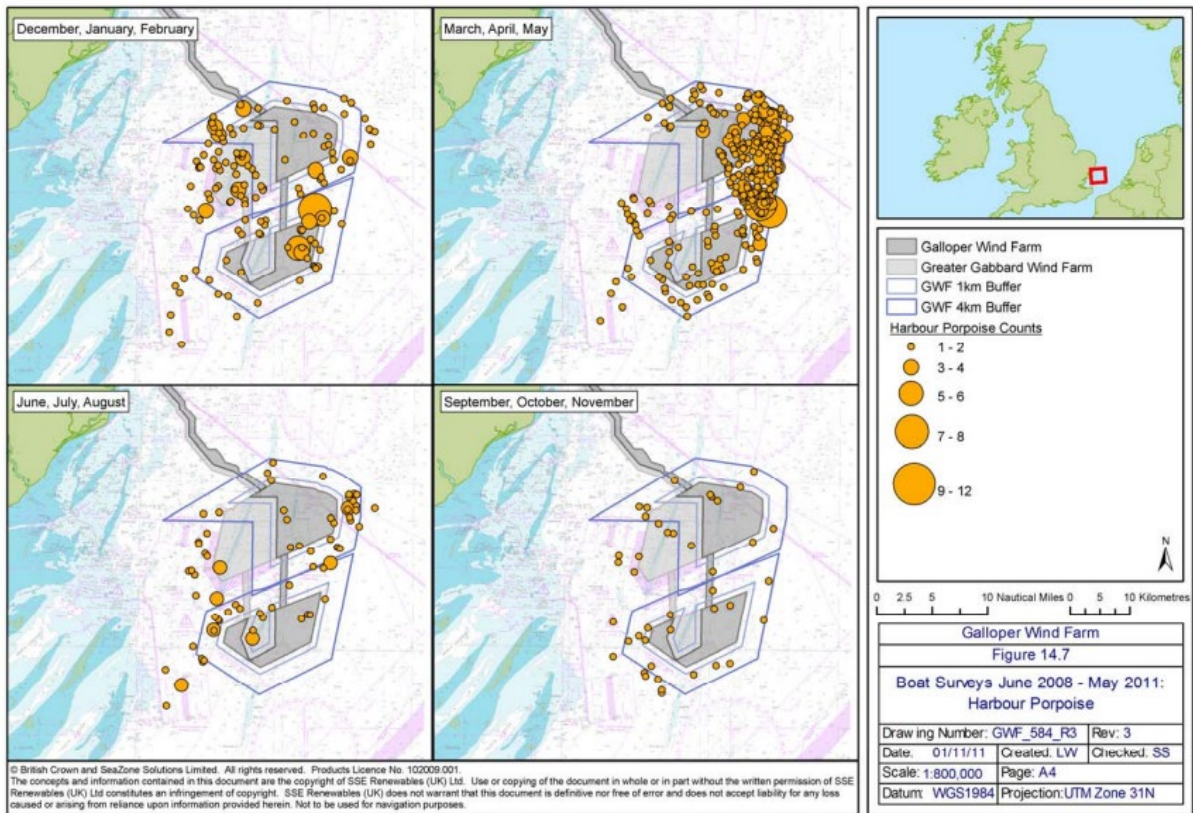 December, January, February
March, April, May
June, July, August
September, October, November
Galloper Wind Farm
Greater Gabbard Wind Farm
GWF 1km Buffer
GWF 4km Buffer
Harbour Porpoise Counts
1 - 2
3 - 4
5 - 6
7 - 8
9 - 12
N
0 2.5 5 10 Nautical Miles 0 5 10 Kilometres
Galloper Wind Farm
Figure 14.7
Boat Surveys June 2008 - May 2011:
Harbour Porpoise
Drawing Number: GWF_584_R3 Rev: 3
Date: 01/11/11 Created: LW Checked: SS
Scale: 1:800,000 Page: A4
Datum: WGS1984 Projection:UTM Zone 31N
© British Crown and SeaZone Solutions Limited. All rights reserved. Products Licence No. 102009.001.
The concepts and information contained in this document are the copyright of SSE Renewables (UK) Ltd. Use or copying of the document in whole or in part without the written permission of SSE
Renewables (UK) Ltd constitutes an infringement of copyright. SSE Renewables (UK) does not warrant that this document is definitive nor free of error and does not accept liability for any loss
caused or arising from reliance upon information provided herein. Not to be used for navigation purposes.